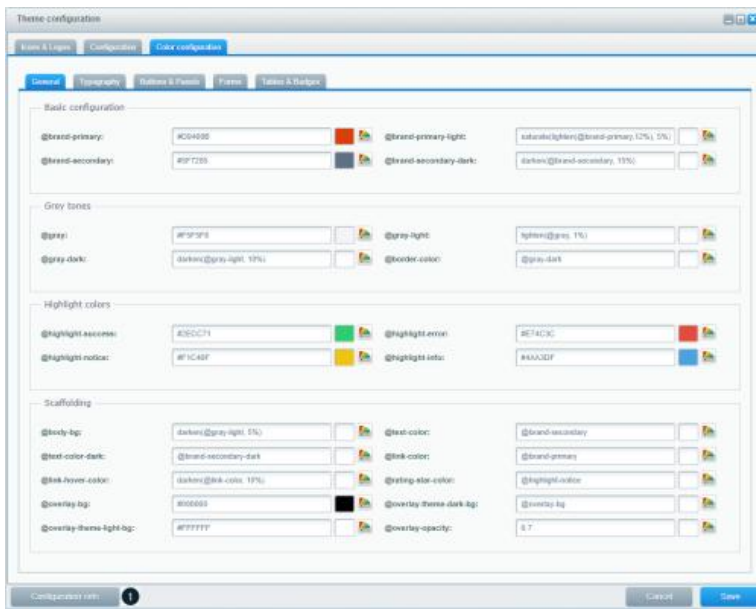 Theme configuration
Icons & Logos Configuration Color configuration
General Typography Buttons & Panels Forms Tables & Badges
Basic configuration
@brand-primary: #D9400B @brand-primary-light: saturate(lighten(@brand-primary,12%), 5%)
@brand-secondary: #5F7285 @brand-secondary-dark: darken(@brand-secondary, 15%)
Grey tones
@gray: #F5F5F8 @gray-light: lighten(@gray, 1%)
@gray-dark: darken(@gray-light, 10%) @border-color: @gray-dark
Highlight colors
@highlight-success: #2ECC71 @highlight-error: #E74C3C
@highlight-notice: #F1C40F @highlight-info: #4AA3DF
Scaffolding
@body-bg: darken(@gray-light, 5%) @text-color: @brand-secondary
@text-color-dark: @brand-secondary-dark @link-color: @brand-primary
@link-hover-color: darken(@link-color, 10%) @rating-star-color: @highlight-notice
@overlay-bg: #000000 @overlay-theme-dark-bg: @overlay-bg
@overlay-theme-light-bg: #FFFFFF @overlay-opacity: 0.7
Configuration sets 1 Cancel Save